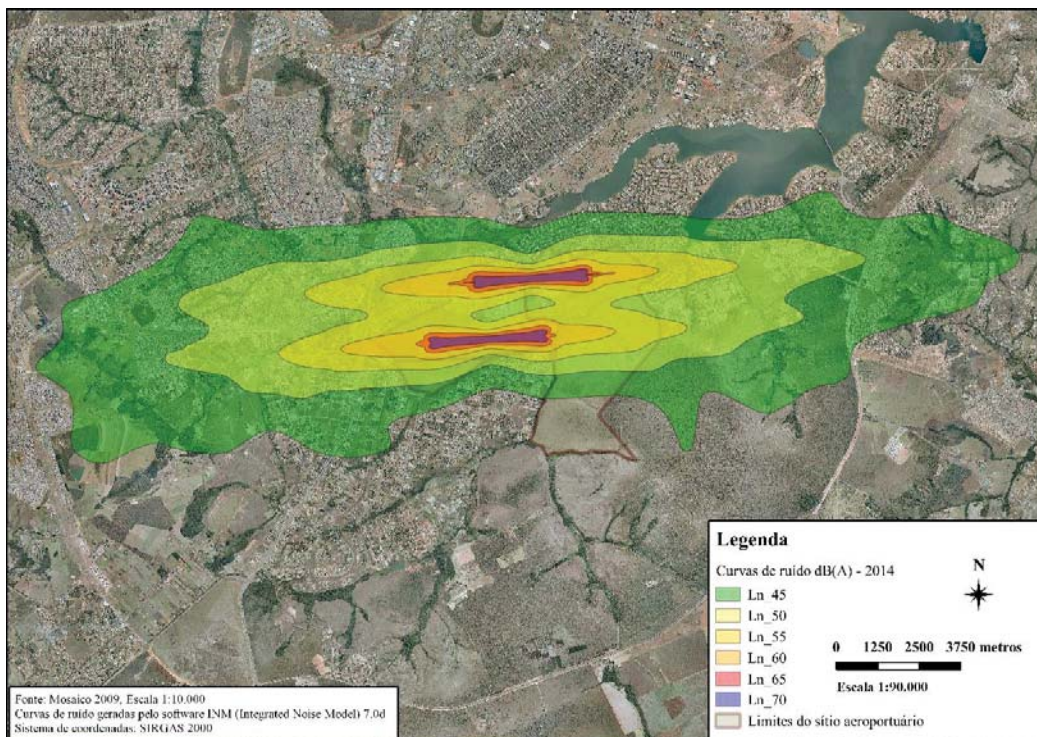 Legenda
Curvas de ruído dB(A) - 2014
Ln_45
Ln_50
Ln_55
Ln_60
Ln_65
Ln_70
Limites do sítio aeroportuário
N
0 1250 2500 3750 metros
Escala 1:90.000
Fonte: Mosaico 2009, Escala 1:10.000
Curvas de ruído geradas pelo software INM (Integrated Noise Model) 7.0d
Sistema de coordenadas: SIRGAS 2000